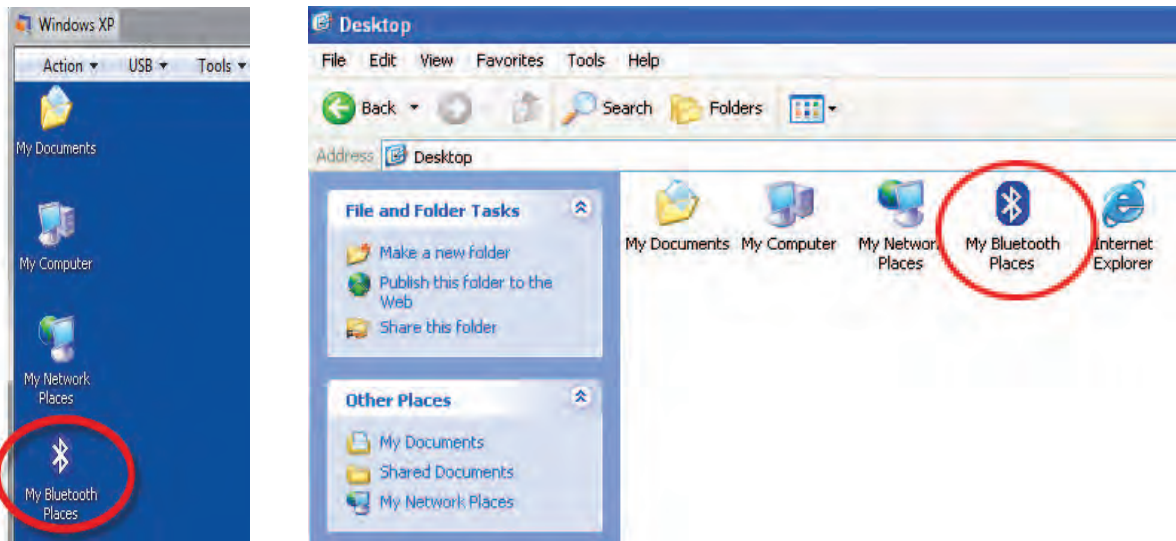 Windows XP
Action USB Tools
My Documents
My Computer
My Network
Places
My Bluetooth
Places
Desktop
File Edit View Favorites Tools Help
Back Search Folders
Address Desktop
File and Folder Tasks
Make a new folder
Publish this folder to the
Web
Share this folder
Other Places
My Documents
Shared Documents
My Network Places
My Documents My Computer My Network My Bluetooth Internet
Places Places Explorer